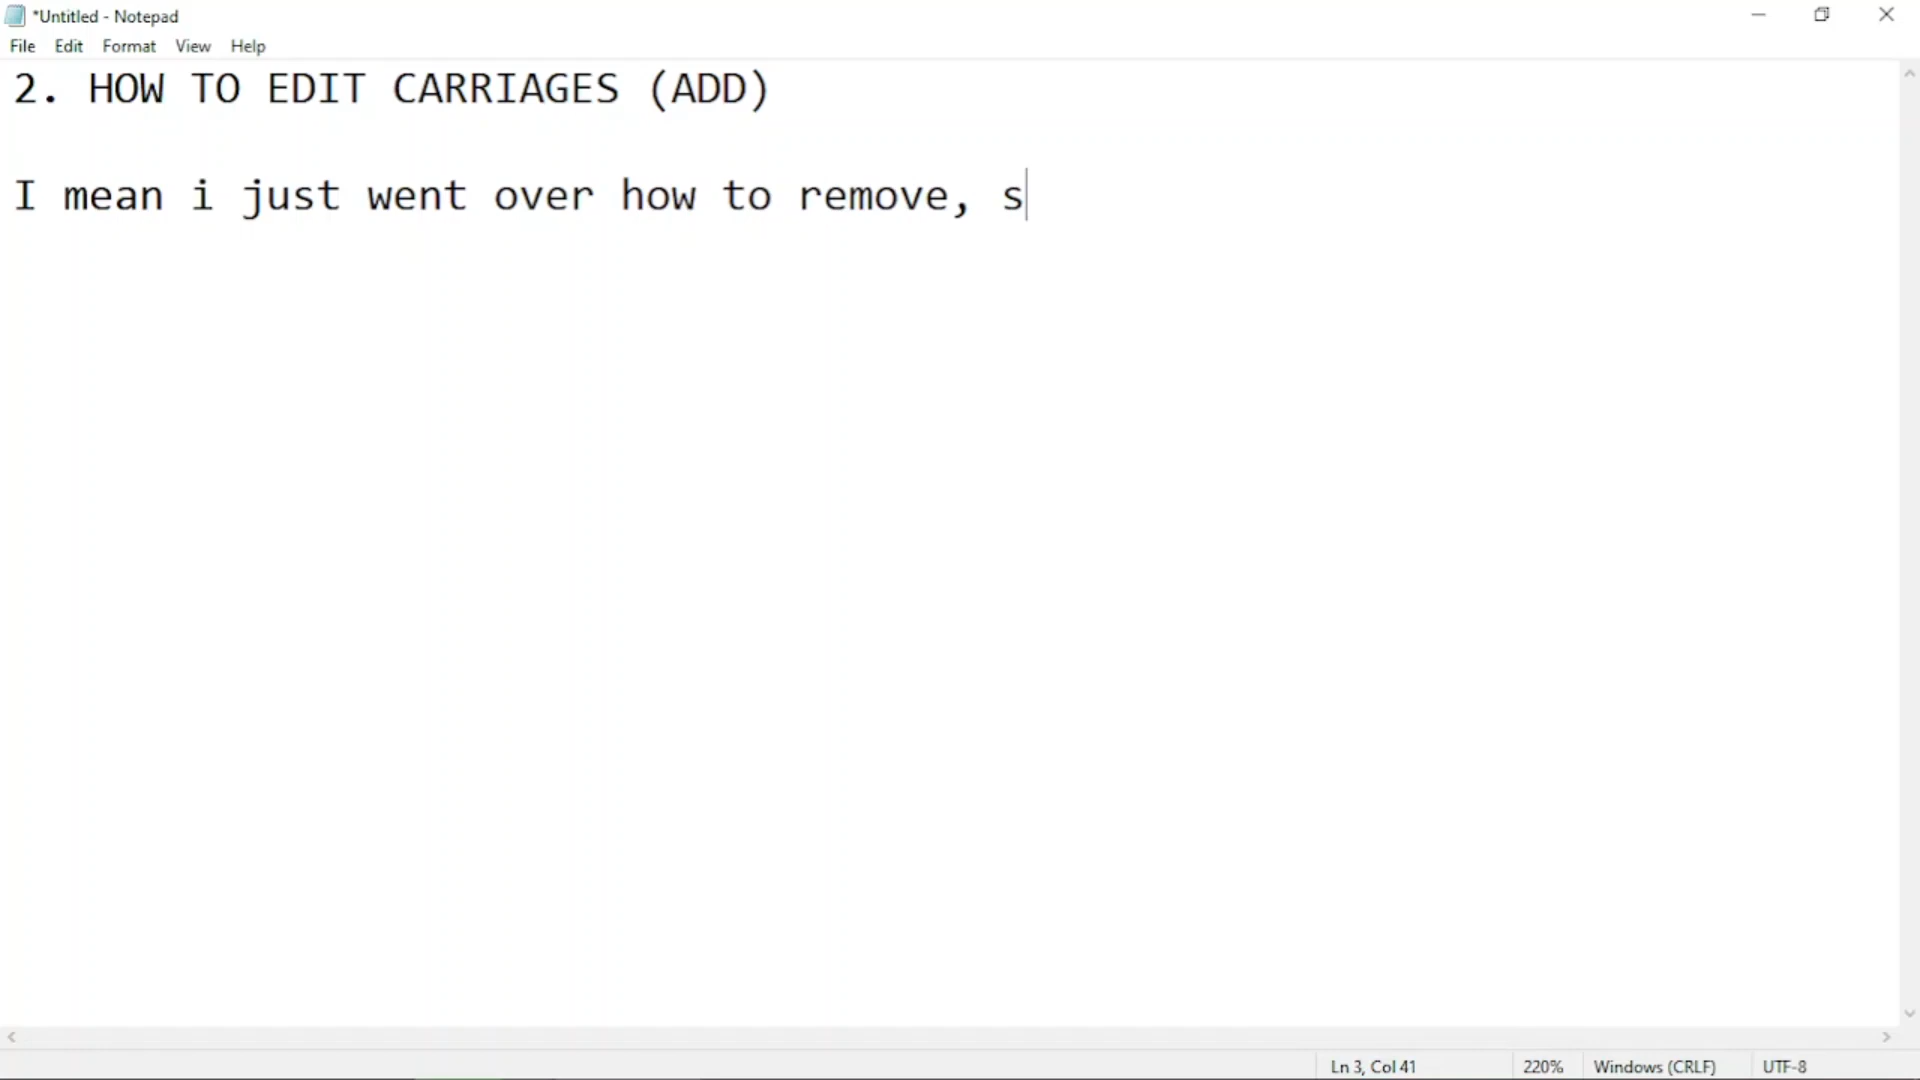 *Untitled - Notepad
File Edit Format View Help
2. HOW TO EDIT CARRIAGES (ADD)
I mean i just went over how to remove, s
Ln 3, Col 41 220% Windows (CRLF) UTF-8